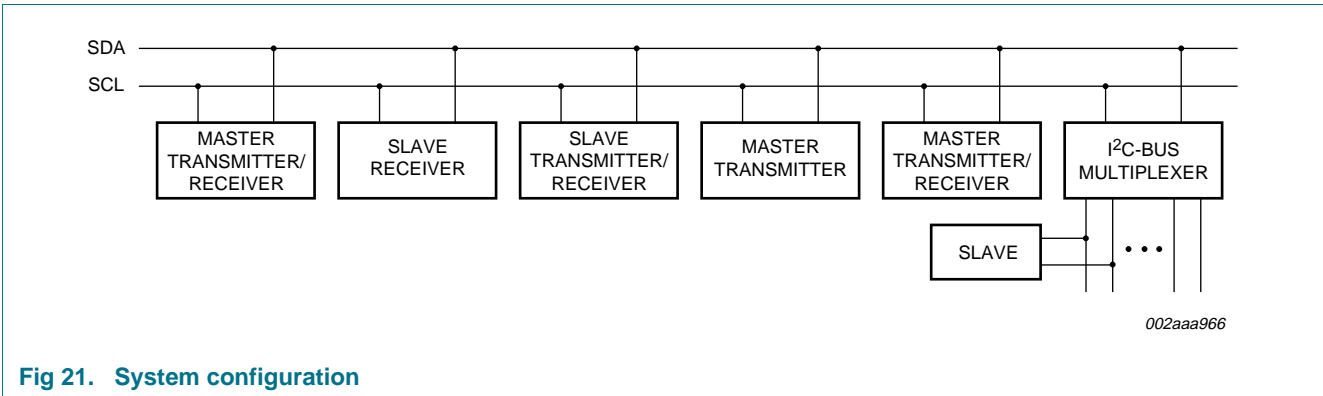 SDA
SCL
MASTER
TRANSMITTER/
RECEIVER
SLAVE
RECEIVER
SLAVE
TRANSMITTER/
RECEIVER
MASTER
TRANSMITTER
MASTER
TRANSMITTER/
RECEIVER
I²C-BUS
MULTIPLEXER
SLAVE
002aaa966
Fig 21. System configuration